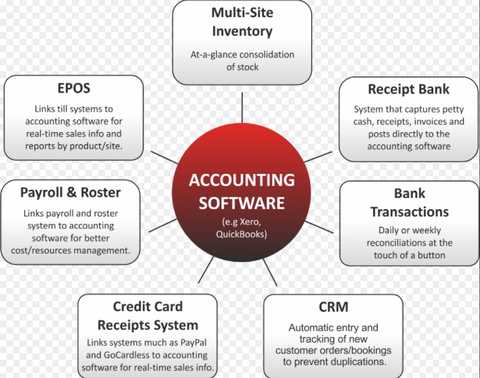 Multi-Site
Inventory
At-a-glance consolidation
of stock
EPOS
Links till systems to
accounting software for
real-time sales info and
reports by product/site.
Receipt Bank
System that captures petty
cash, receipts, invoices and
posts directly to the
accounting software
ACCOUNTING
SOFTWARE
(e.g Xero,
QuickBooks)
Payroll & Roster
Links payroll and roster
system to accounting
software for better
cost/resources management.
Bank
Transactions
Daily or weekly
reconciliations at the
touch of a button
Credit Card
Receipts System
Links systems much as PayPal
and GoCardless to accounting
software for real-time sales info.
CRM
Automatic entry and
tracking of new
customer orders/bookings
to prevent duplications.